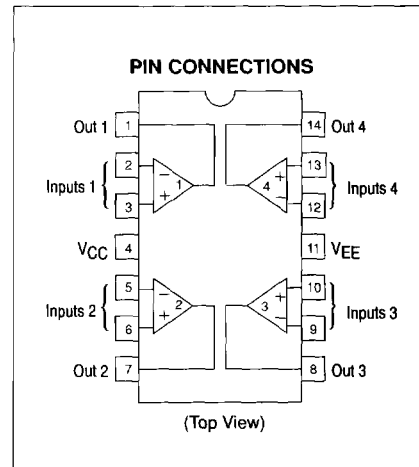 PIN CONNECTIONS
Out 1 1 14 Out 4
2 13
Inputs 1 − + 1 4 + − Inputs 4
3 12
VCC 4 11 VEE
5 10
Inputs 2 − + 2 3 + − Inputs 3
6 9
Out 2 7 8 Out 3
(Top View)